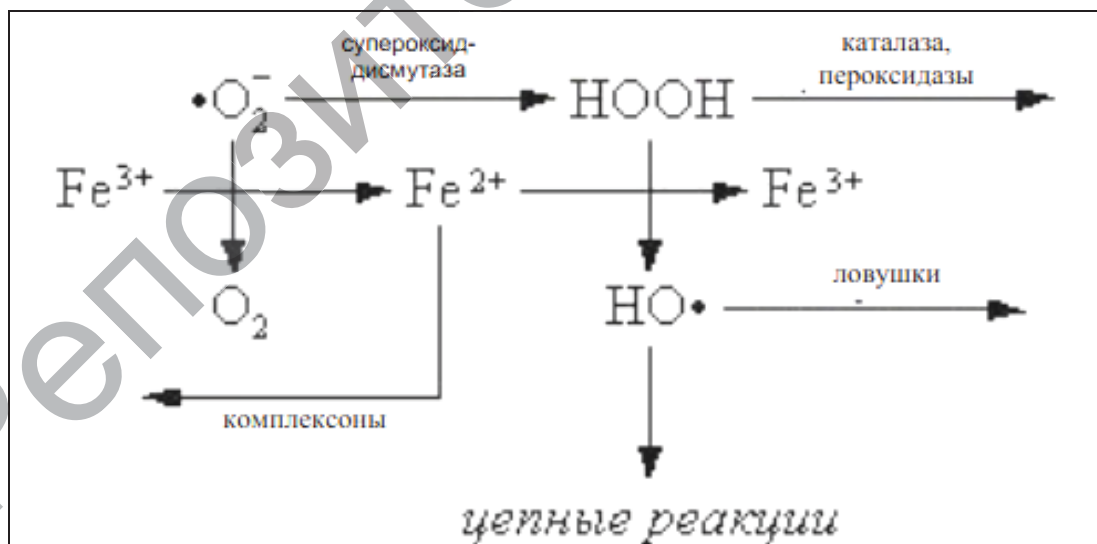 супероксид-
дисмутаза
каталаза,
пероксидазы
•O₂⁻
HOOH
Fe³⁺
Fe²⁺
Fe³⁺
O₂
HO•
ловушки
комплексоны
цепные реакции